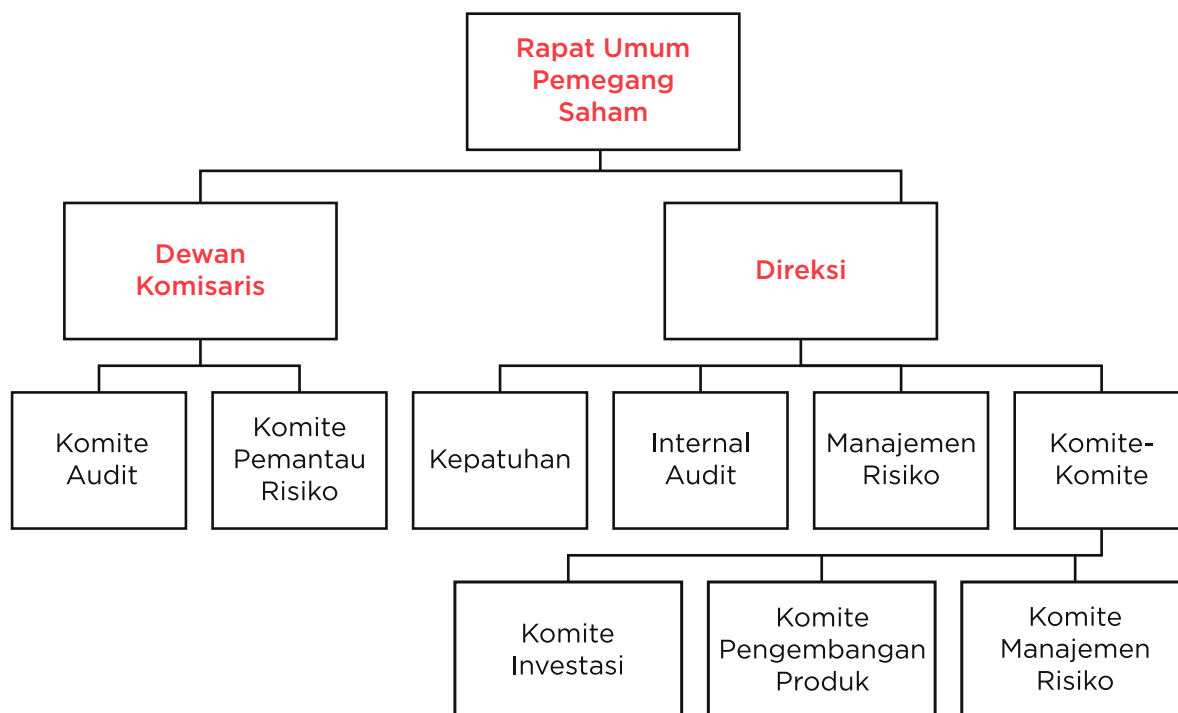 Rapat Umum
Pemegang
Saham
Dewan
Komisaris
Direksi
Komite
Audit
Komite
Pemantau
Risiko
Kepatuhan
Internal
Audit
Manajemen
Risiko
Komite-
Komite
Komite
Investasi
Komite
Pengembangan
Produk
Komite
Manajemen
Risiko